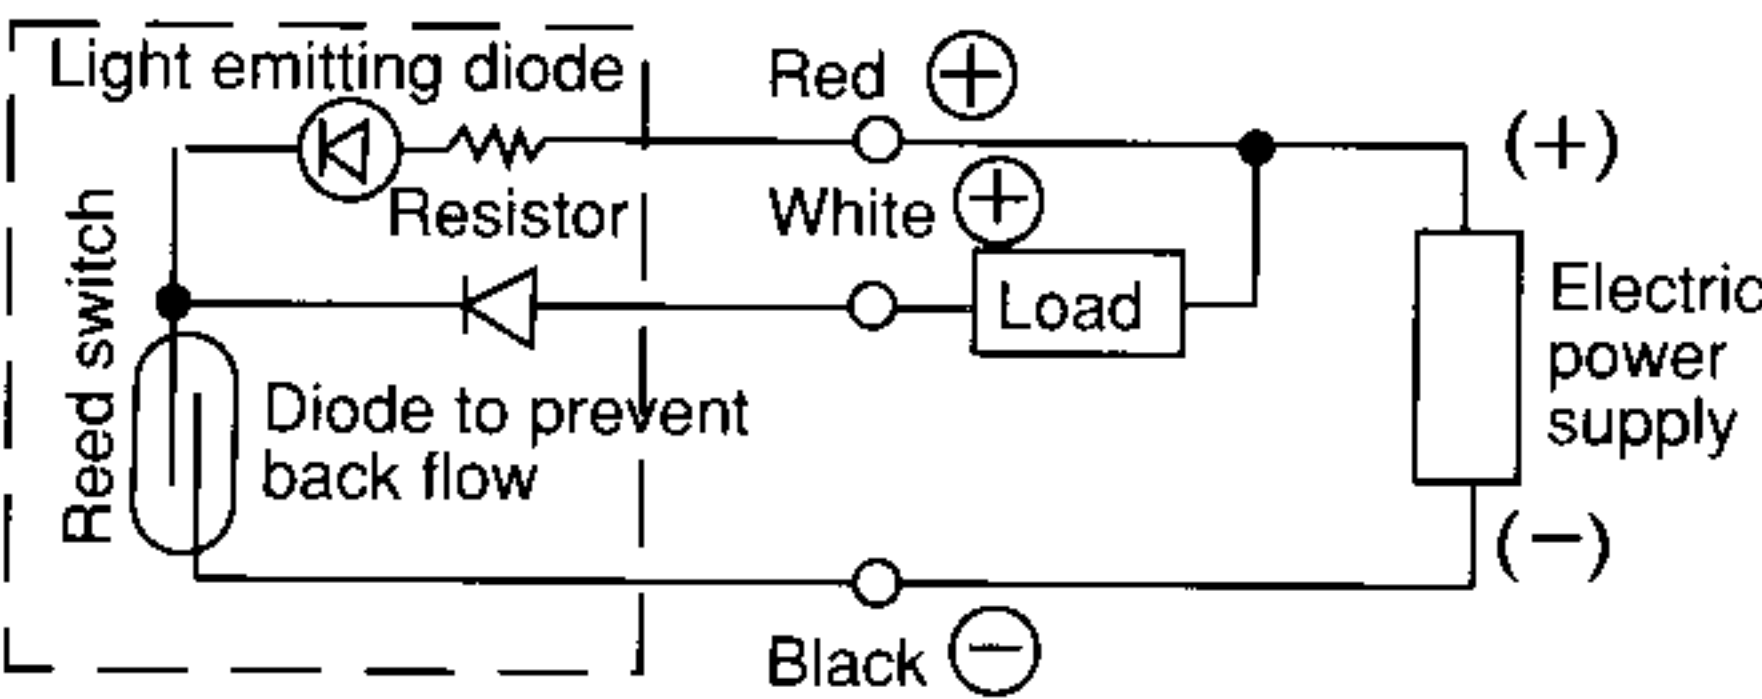 Light emitting diode
Red ⊕
(+)
Resistor
White ⊕
Reed switch
Load
Electric
power
supply
Diode to prevent
back flow
(−)
Black ⊖